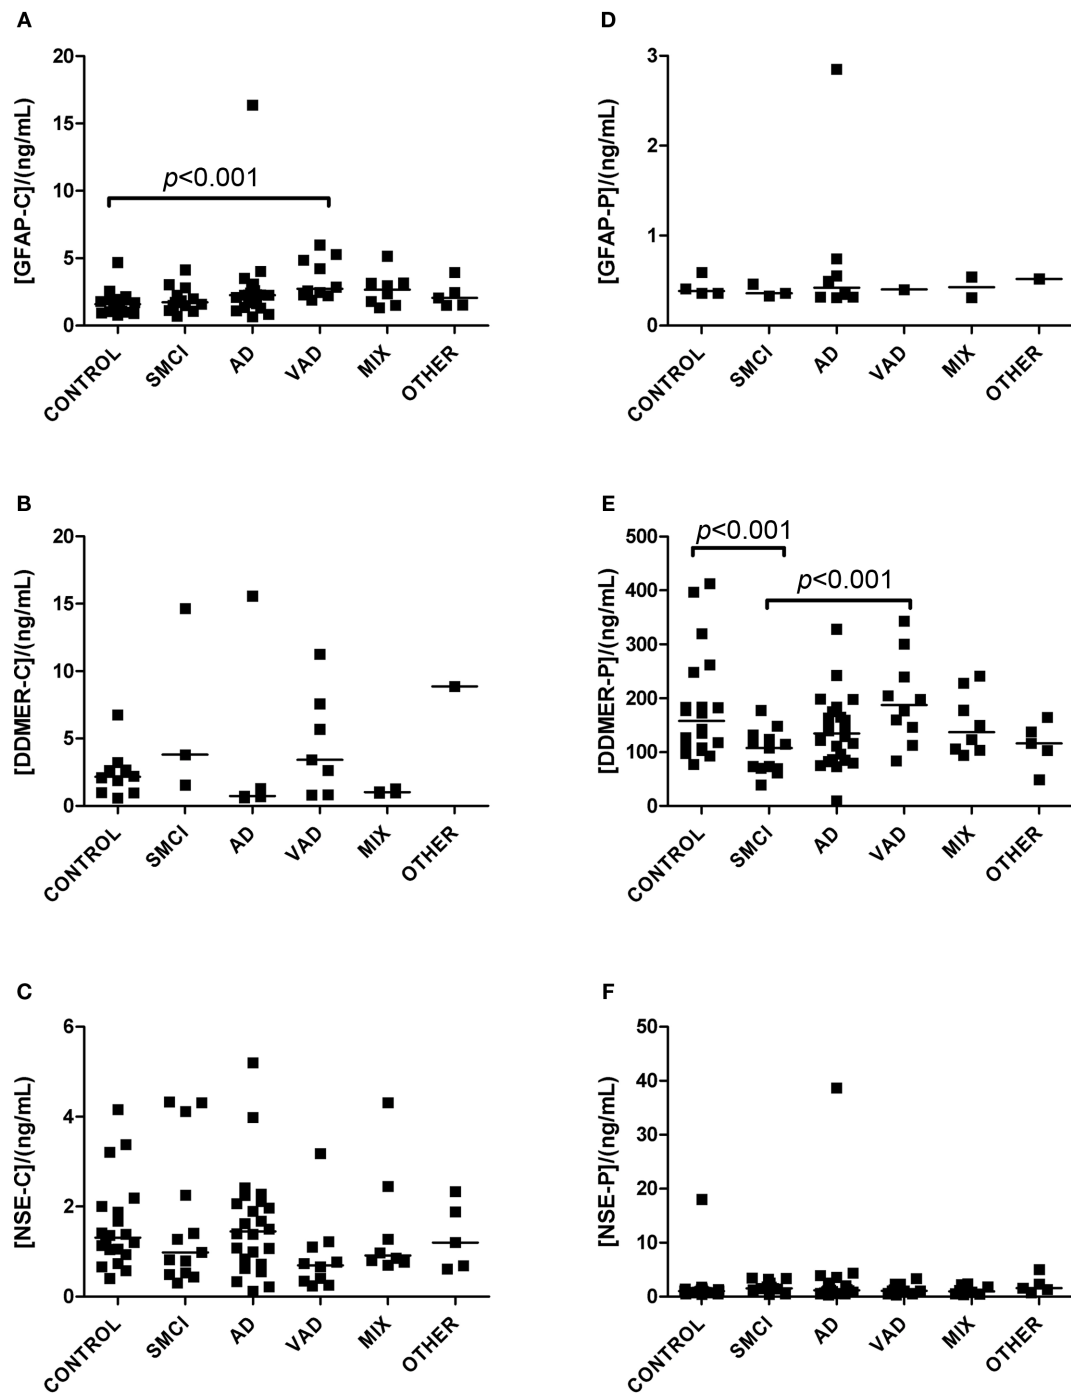 A
[GFAP-C]/(ng/mL)
20
15
10
5
0
p<0.001
CONTROL
SMCI
AD
VAD
MIX
OTHER
D
[GFAP-P]/(ng/mL)
3
2
1
0
CONTROL
SMCI
AD
VAD
MIX
OTHER
B
[DDMER-C]/(ng/mL)
20
15
10
5
0
CONTROL
SMCI
AD
VAD
MIX
OTHER
E
[DDMER-P]/(ng/mL)
500
400
300
200
100
0
p<0.001
p<0.001
CONTROL
SMCI
AD
VAD
MIX
OTHER
C
[NSE-C]/(ng/mL)
6
4
2
0
CONTROL
SMCI
AD
VAD
MIX
OTHER
F
[NSE-P]/(ng/mL)
50
40
30
20
10
0
CONTROL
SMCI
AD
VAD
MIX
OTHER